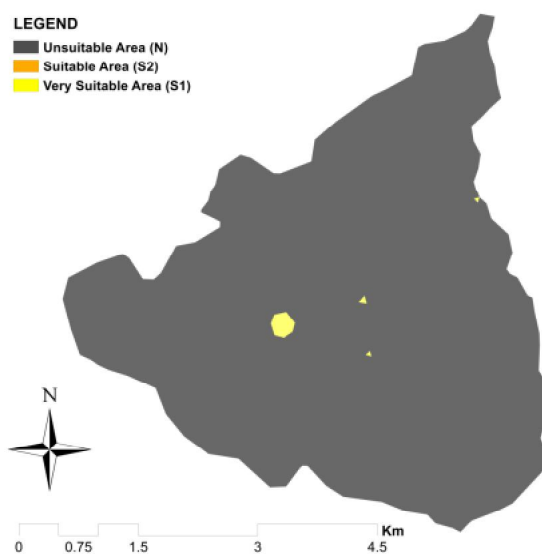 LEGEND
Unsuitable Area (N)
Suitable Area (S2)
Very Suitable Area (S1)
N
Km
0 0.75 1.5 3 4.5